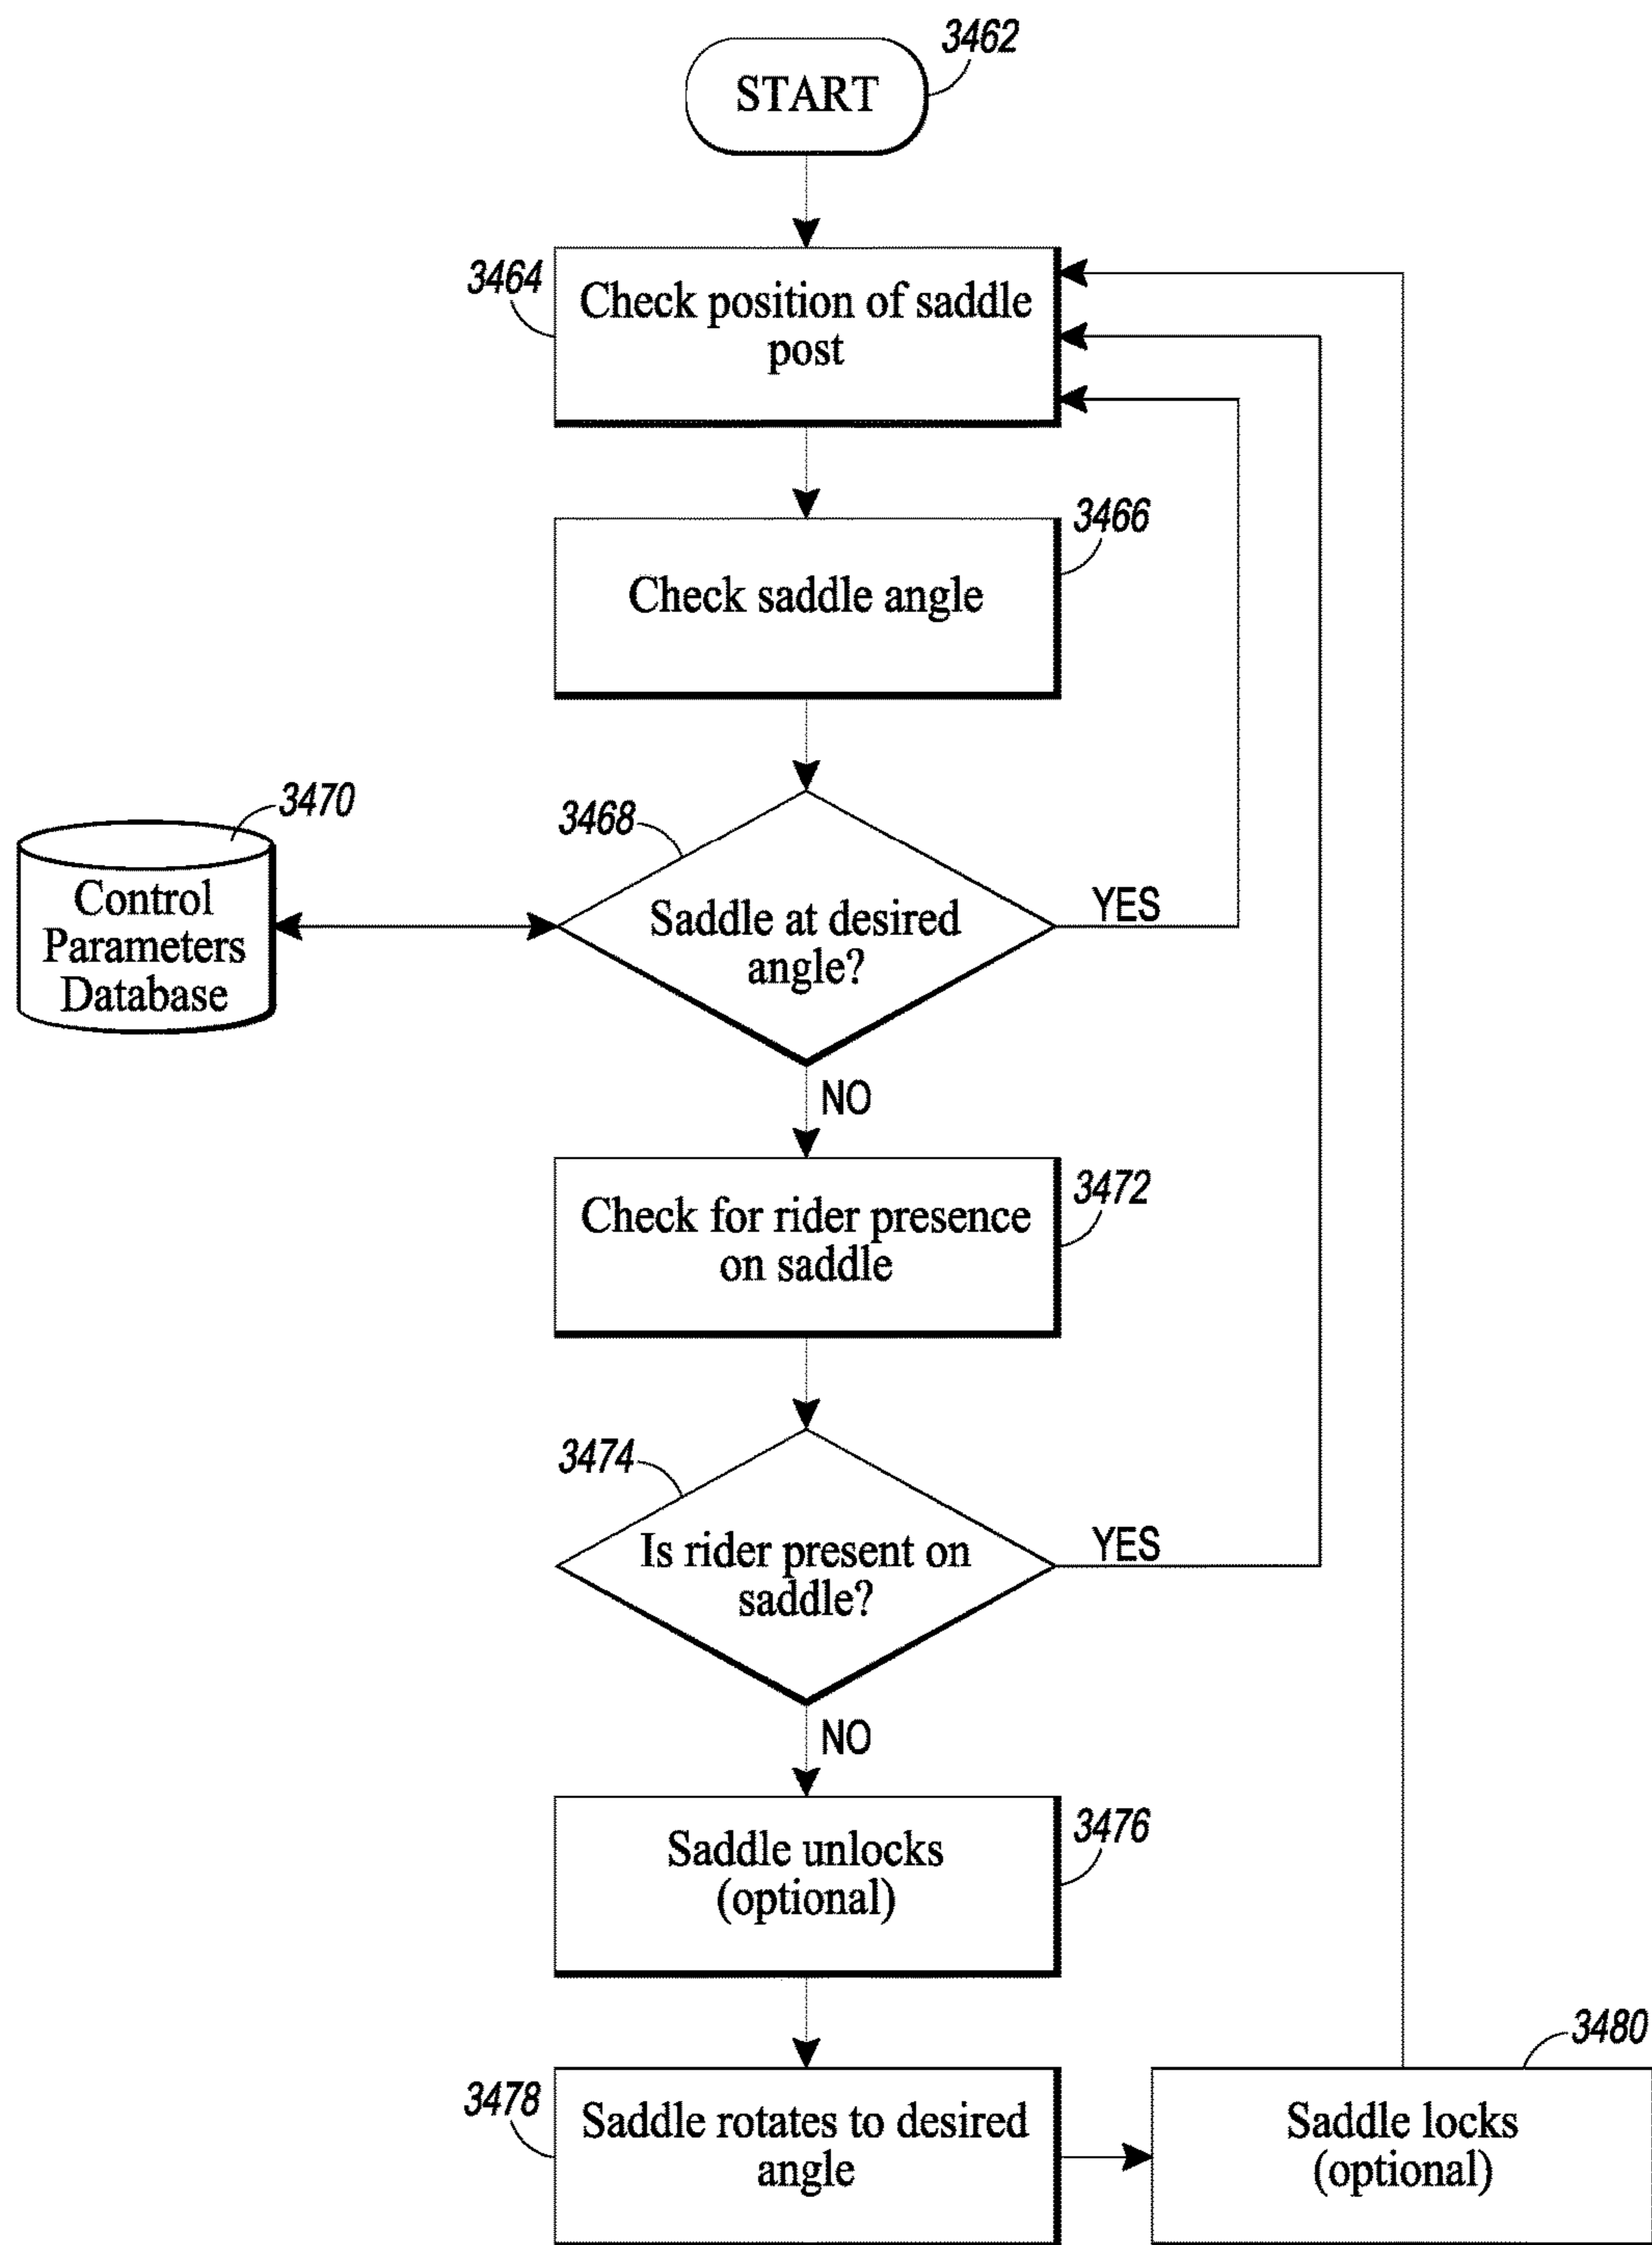 3462
START
3464
Check position of saddle
post
3466
Check saddle angle
3470
Control
Parameters
Database
3468
Saddle at desired
angle?
YES
NO
3472
Check for rider presence
on saddle
3474
Is rider present on
saddle?
YES
NO
3476
Saddle unlocks
(optional)
3478
Saddle rotates to desired
angle
3480
Saddle locks
(optional)